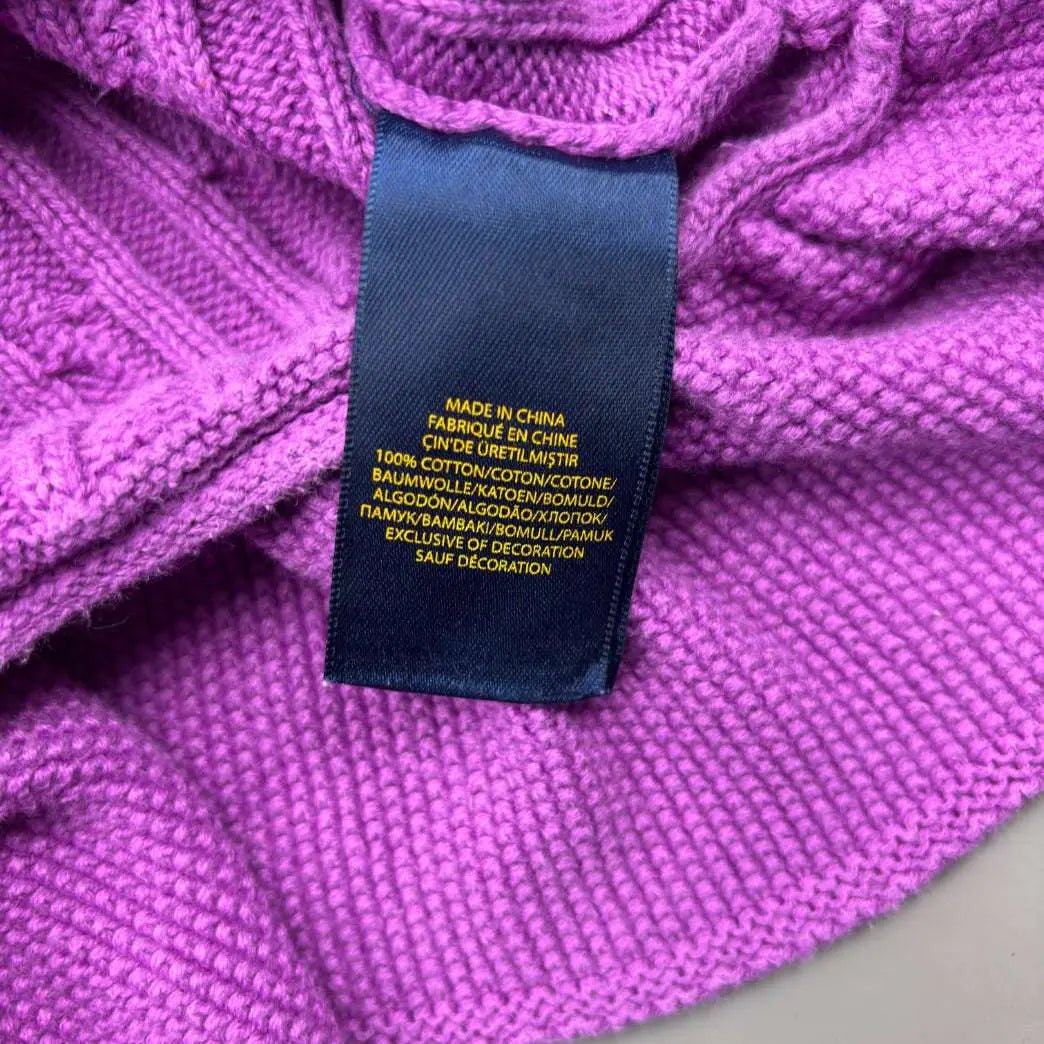 MADE IN CHINA
FABRIQUÉ EN CHINE
ÇIN'DE ÜRETILMIŞTIR
100% COTTON/COTON/COTONE/
BAUMWOLLE/KATOEN/BOMULD/
ALGODÓN/ALGODÃO/ХЛОПОК/
ПАМУК/BAMBAKI/BOMULL/PAMUK
EXCLUSIVE OF DECORATION
SAUF DÉCORATION